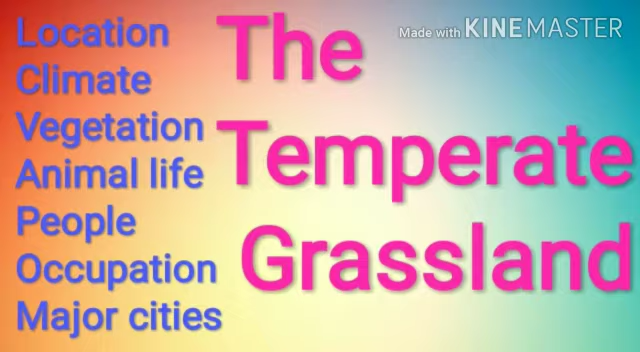 Location
Climate
Vegetation
Animal life
People
Occupation
Major cities
The
Temperate
Grassland
Made with KINEMASTER